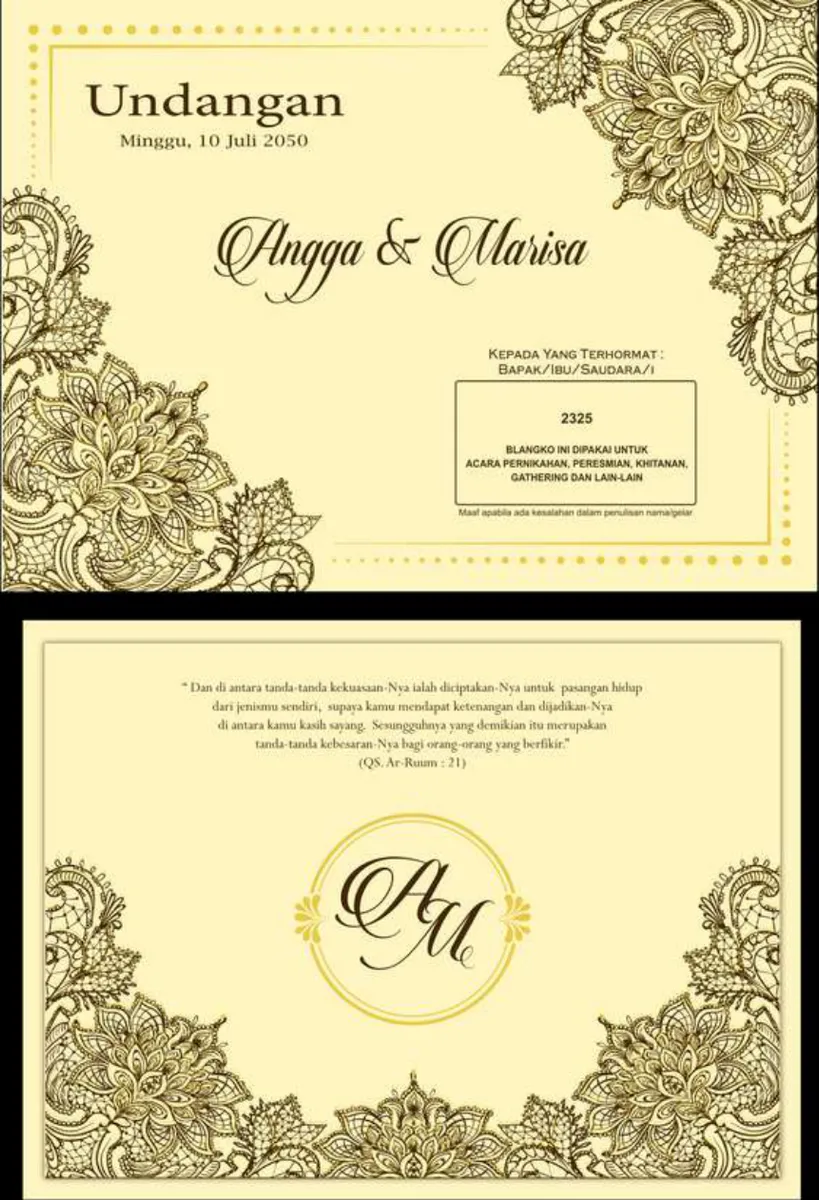 Undangan
Minggu, 10 Juli 2050
Angga & Marisa
Kepada Yang Terhormat :
Bapak/Ibu/Saudara/i
2325
BLANGKO INI DIPAKAI UNTUK
ACARA PERNIKAHAN, PERESMIAN, KHITANAN,
GATHERING DAN LAIN-LAIN
Maaf apabila ada kesalahan dalam penulisan nama/gelar
“ Dan di antara tanda-tanda kekuasaan-Nya ialah diciptakan-Nya untuk pasangan hidup
dari jenismu sendiri, supaya kamu mendapat ketenangan dan dijadikan-Nya
di antara kamu kasih sayang. Sesungguhnya yang demikian itu merupakan
tanda-tanda kebesaran-Nya bagi orang-orang yang berfikir.”
(QS. Ar-Ruum : 21)
AM